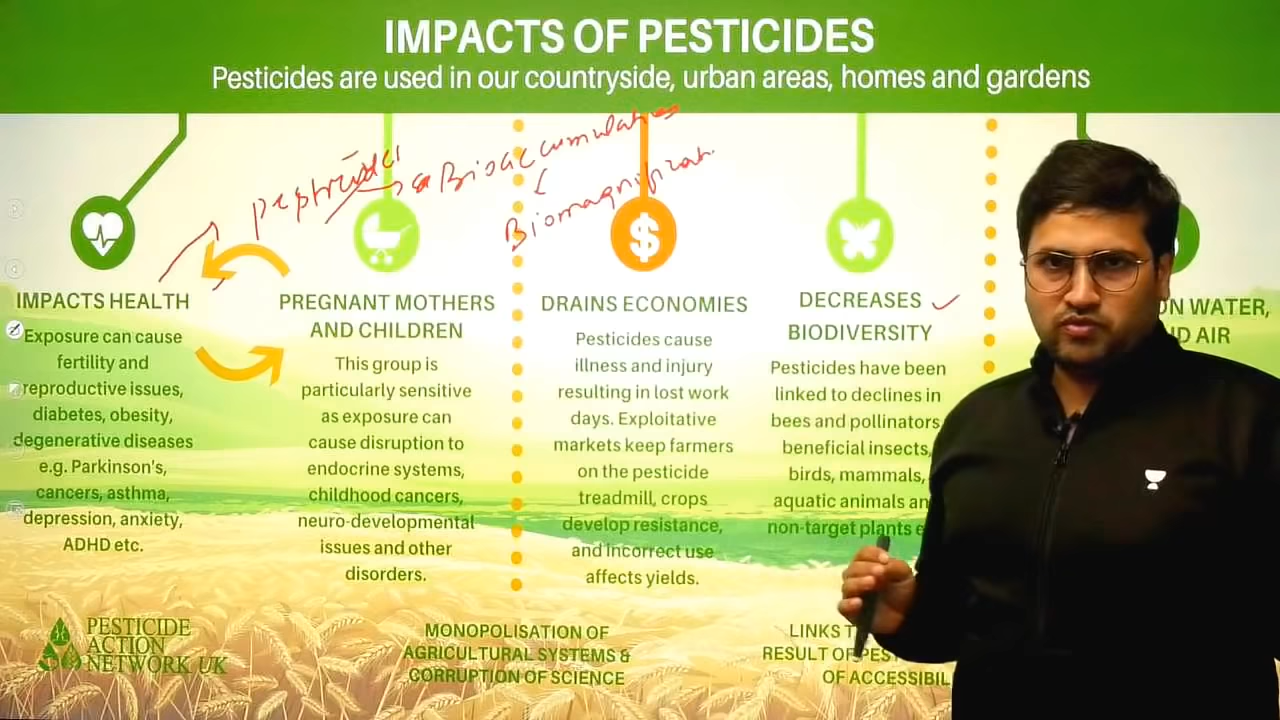 IMPACTS OF PESTICIDES
Pesticides are used in our countryside, urban areas, homes and gardens
Bioaccumulation
Biomagnificat.
IMPACTS HEALTH
Exposure can cause
fertility and
reproductive issues,
diabetes, obesity,
degenerative diseases
e.g. Parkinson's,
cancers, asthma,
depression, anxiety,
ADHD etc.
PREGNANT MOTHERS
AND CHILDREN
This group is
particularly sensitive
as exposure can
cause disruption to
endocrine systems,
childhood cancers,
neuro-developmental
issues and other
disorders.
DRAINS ECONOMIES
Pesticides cause
illness and injury
resulting in lost work
days. Exploitative
markets keep farmers
on the pesticide
treadmill, crops
develop resistance,
and incorrect use
affects yields.
DECREASES
BIODIVERSITY
Pesticides have been
linked to declines in
bees and pollinators
beneficial insects,
birds, mammals,
aquatic animals an
non-target plants e
ON WATER,
D AIR
PESTICIDE
ACTION
NETWORK UK
MONOPOLISATION OF
AGRICULTURAL SYSTEMS &
CORRUPTION OF SCIENCE
LINKS T
RESULT OF PEST
OF ACCESSIBIL